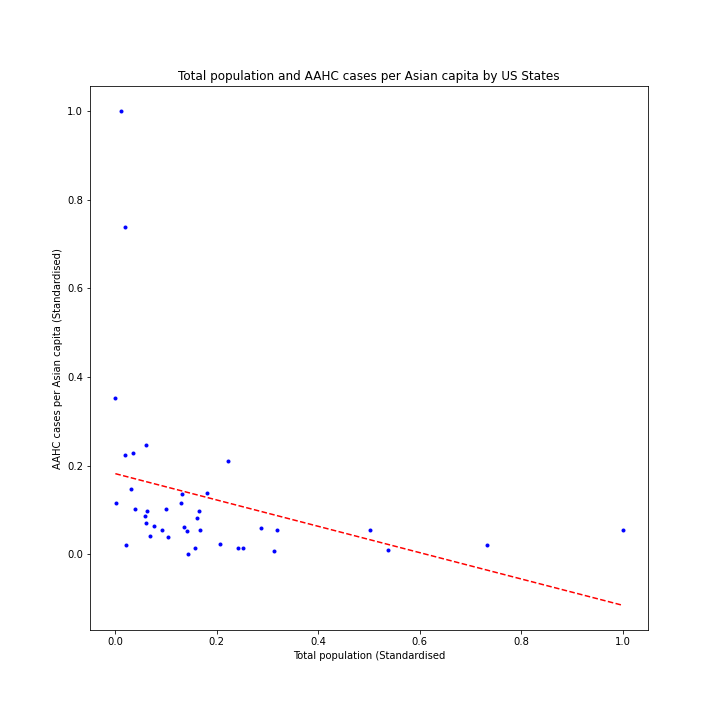 Total population and AAHC cases per Asian capita by US States
AAHC cases per Asian capita (Standardised)
1.0
0.8
0.6
0.4
0.2
0.0
0.0 0.2 0.4 0.6 0.8 1.0
Total population (Standardised